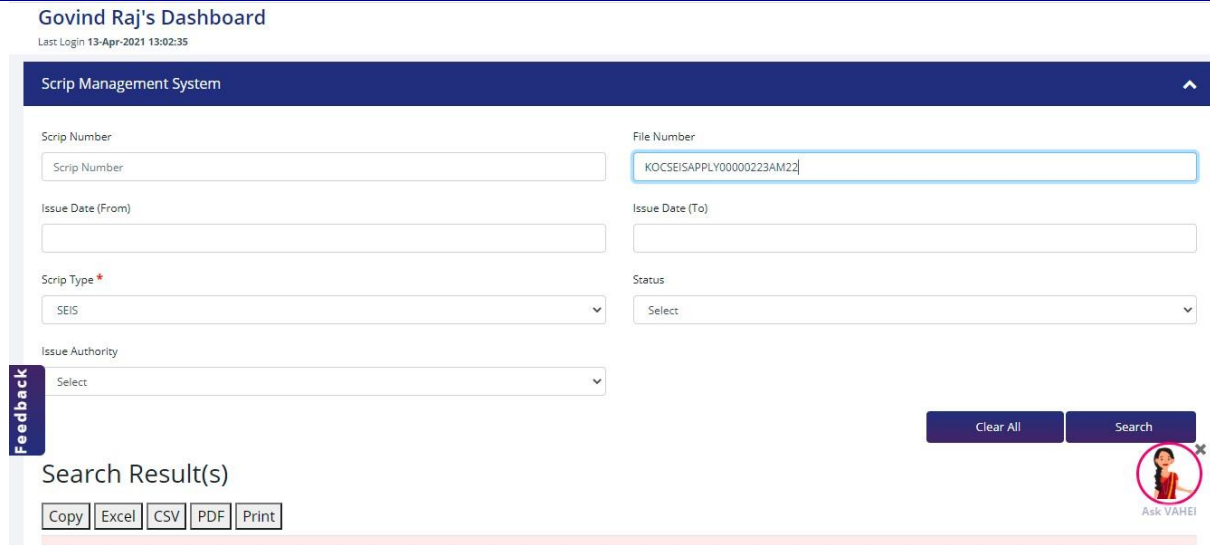 Govind Raj's Dashboard
Last Login 13-Apr-2021 13:02:35
Scrip Management System
Scrip Number
File Number
Scrip Number
KOCSEISAPPLY00000223AM22
Issue Date (From)
Issue Date (To)
Scrip Type *
Status
SEIS
Select
Issue Authority
Select
Feedback
Clear All
Search
Search Result(s)
Ask VAHEI
Copy
Excel
CSV
PDF
Print